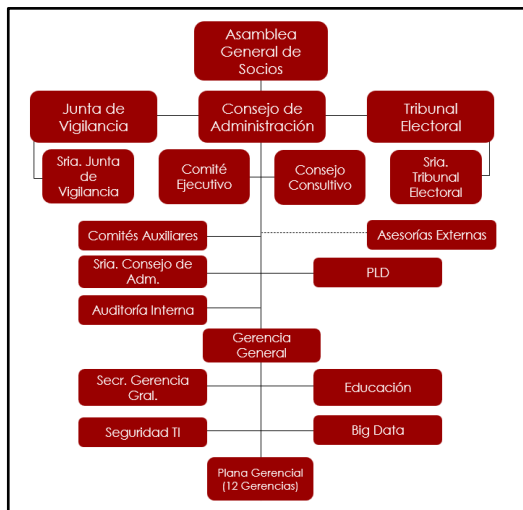 Asamblea
General de
Socios
Junta de
Vigilancia
Consejo de
Administración
Tribunal
Electoral
Sria. Junta
de
Vigilancia
Comité
Ejecutivo
Consejo
Consultivo
Sria.
Tribunal
Electoral
Comités Auxiliares
Asesorías Externas
Sria. Consejo de
Adm.
PLD
Auditoría Interna
Gerencia
General
Secr. Gerencia
Gral.
Educación
Seguridad TI
Big Data
Plana Gerencial
(12 Gerencias)